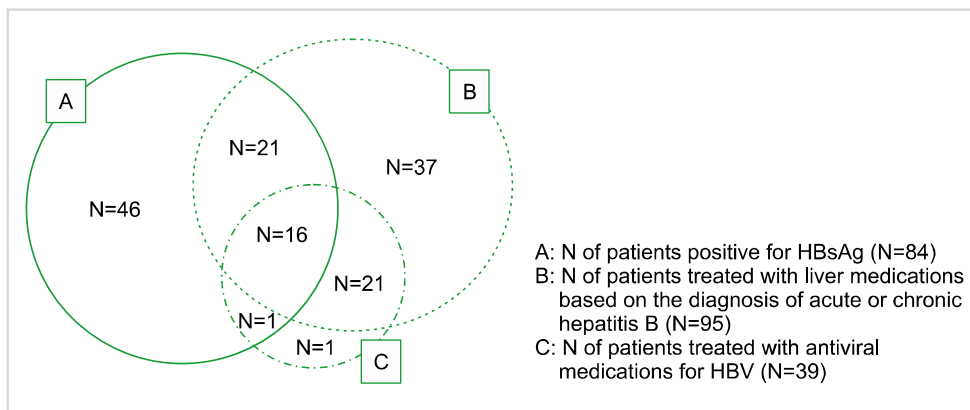 A
B
N=21
N=37
N=46
N=16
N=21
N=1
N=1
C
A: N of patients positive for HBsAg (N=84)
B: N of patients treated with liver medications
based on the diagnosis of acute or chronic
hepatitis B (N=95)
C: N of patients treated with antiviral
medications for HBV (N=39)